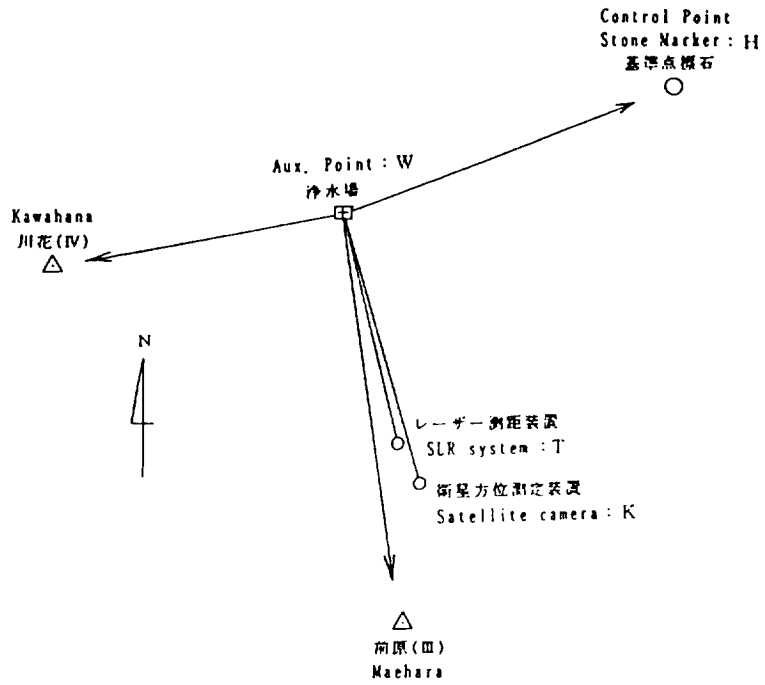 Control Point
Stone Marker : H
基準点標石
Aux. Point : W
浄水場
Kawahana
川花(Ⅳ)
N
レーザー測距装置
SLR system : T
衛星方位測定装置
Satellite camera : K
前原(Ⅲ)
Maehara